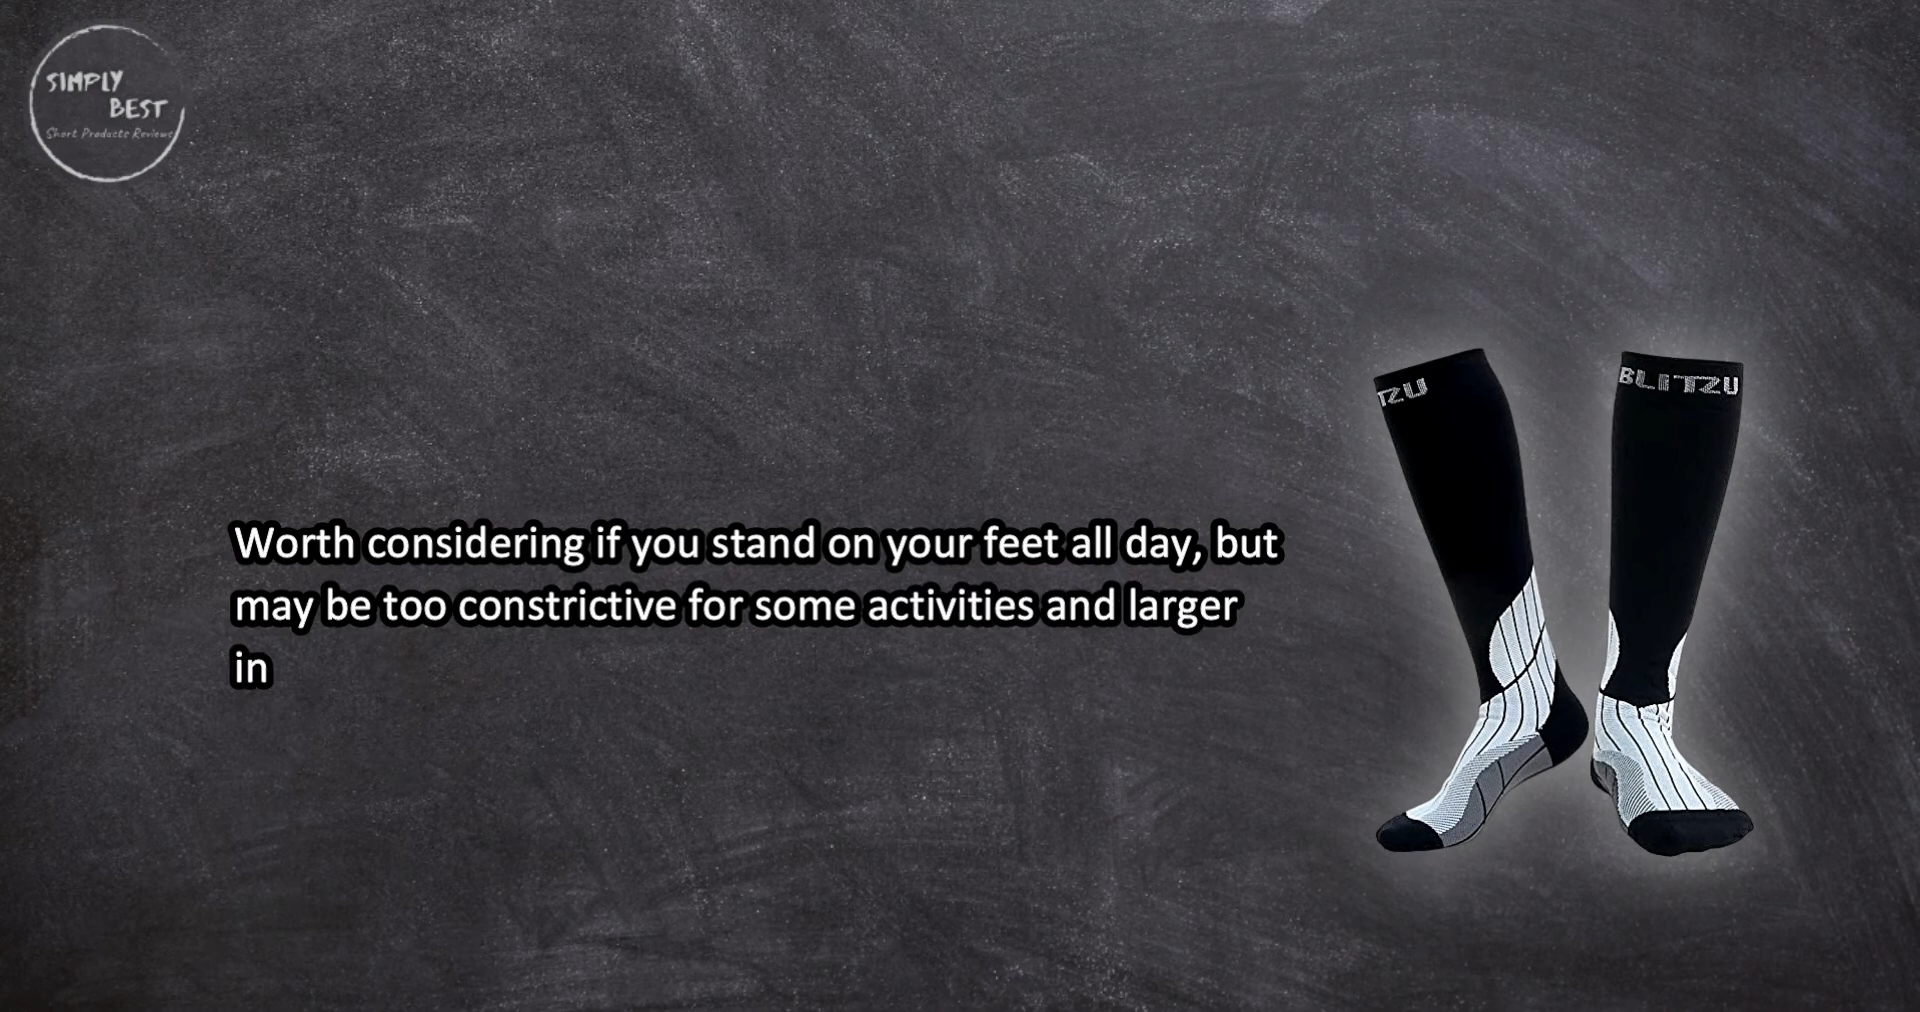 SIMPLY
BEST
Short Products Reviews
TZU
BLITZU
Worth considering if you stand on your feet all day, but
may be too constrictive for some activities and larger
in